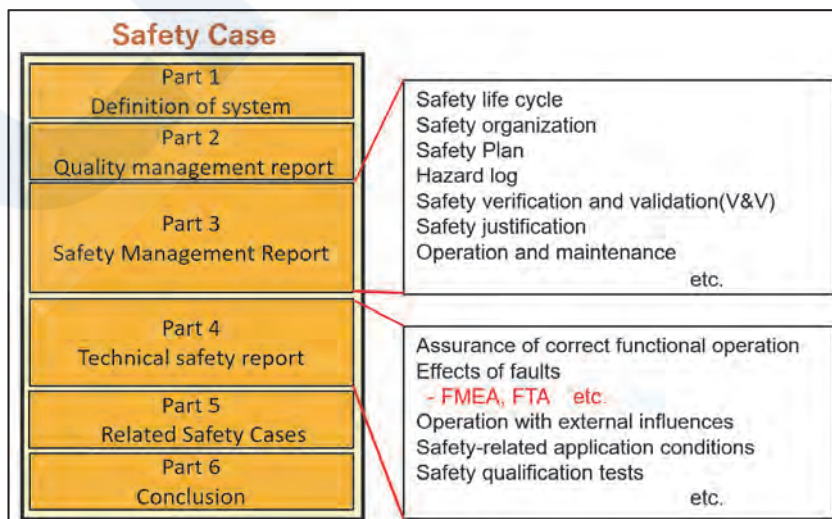 Safety Case
Part 1
Definition of system
Part 2
Quality management report
Part 3
Safety Management Report
Part 4
Technical safety report
Part 5
Related Safety Cases
Part 6
Conclusion
Safety life cycle
Safety organization
Safety Plan
Hazard log
Safety verification and validation(V&V)
Safety justification
Operation and maintenance
etc.
Assurance of correct functional operation
Effects of faults
- FMEA, FTA etc.
Operation with external influences
Safety-related application conditions
Safety qualification tests
etc.